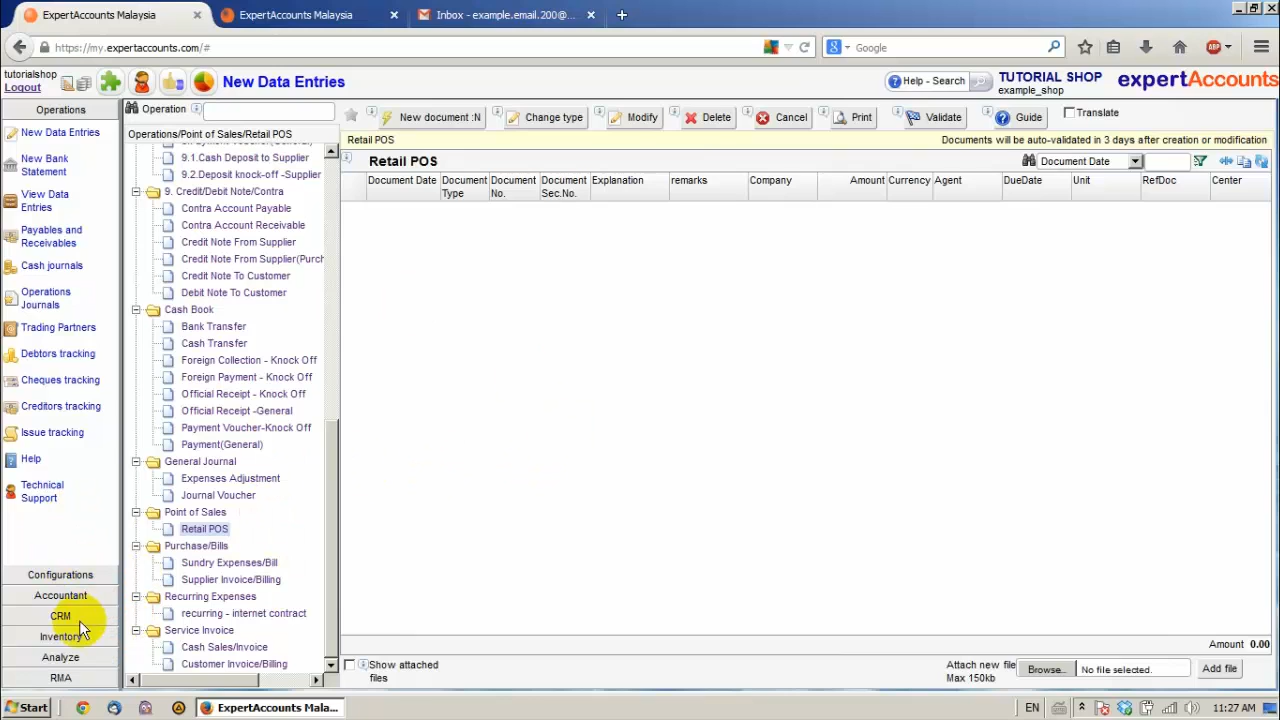 ExpertAccounts Malaysia
ExpertAccounts Malaysia
Inbox - example.email.200@...
https://my.expertaccounts.com/#
Google
tutorialshop
Logout
New Data Entries
Help - Search
TUTORIAL SHOP
example_shop
expertAccounts
Operations
New Data Entries
New Bank
Statement
View Data
Entries
Payables and
Receivables
Cash journals
Operations
Journals
Trading Partners
Debtors tracking
Cheques tracking
Creditors tracking
Issue tracking
Help
Technical
Support
Configurations
Accountant
CRM
Inventory
Analyze
RMA
Operation
Operations/Point of Sales/Retail POS
9.1.Cash Deposit to Supplier
9.2.Deposit knock-off -Supplier
9. Credit/Debit Note/Contra
Contra Account Payable
Contra Account Receivable
Credit Note From Supplier
Credit Note From Supplier(Purch
Credit Note To Customer
Debit Note To Customer
Cash Book
Bank Transfer
Cash Transfer
Foreign Collection - Knock Off
Foreign Payment - Knock Off
Official Receipt - Knock Off
Official Receipt -General
Payment Voucher-Knock Off
Payment(General)
General Journal
Expenses Adjustment
Journal Voucher
Point of Sales
Retail POS
Purchase/Bills
Sundry Expenses/Bill
Supplier Invoice/Billing
Recurring Expenses
recurring - internet contract
Service Invoice
Cash Sales/Invoice
Customer Invoice/Billing
New document :N
Change type
Modify
Delete
Cancel
Print
Validate
Guide
Translate
Retail POS
Documents will be auto-validated in 3 days after creation or modification
Retail POS
Document Date
Document Date
Document Type
Document No.
Document Sec.No.
Explanation
remarks
Company
Amount
Currency
Agent
DueDate
Unit
RefDoc
Center
Amount 0.00
Show attached
files
Attach new file
Max 150kb
Browse...
No file selected.
Add file
Start
ExpertAccounts Mala...
EN
11:27 AM